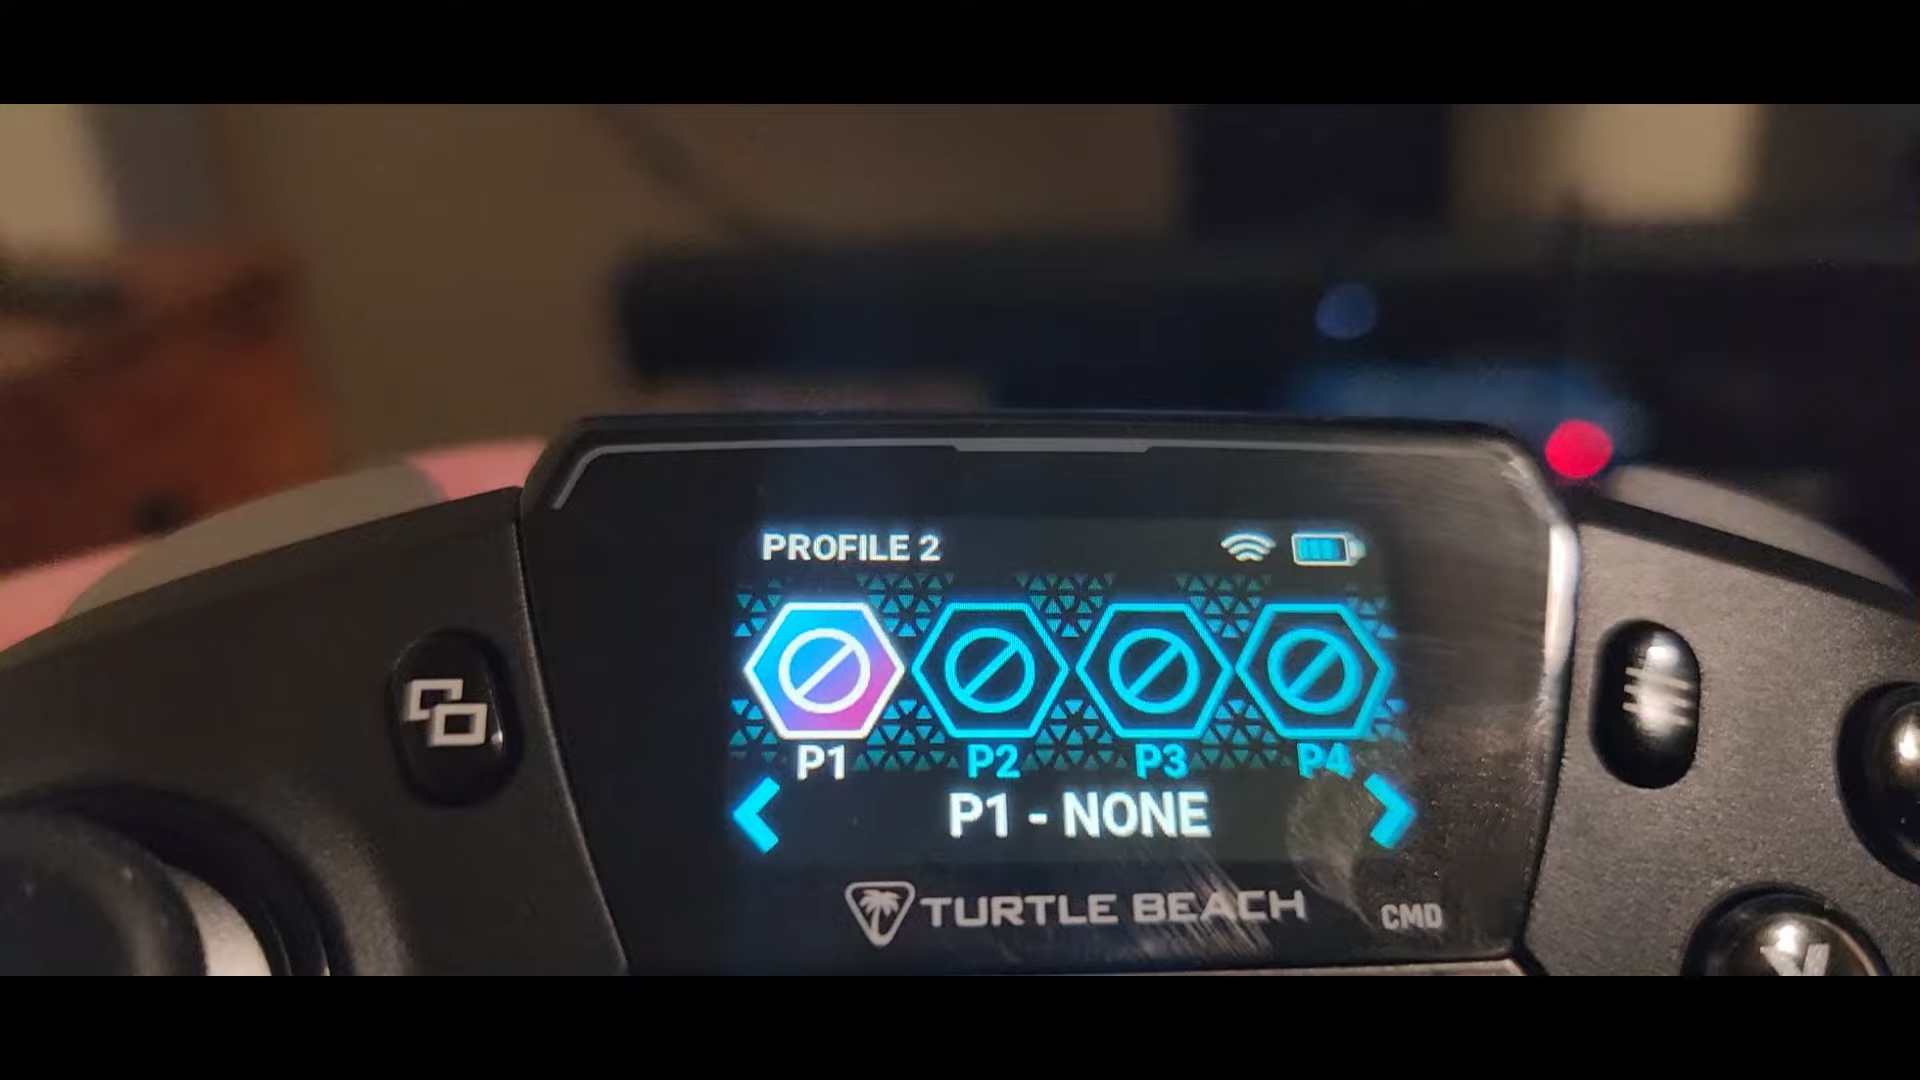 PROFILE 2
P1 P2 P3 P4
P1 - NONE
TURTLE BEACH CMD
Y